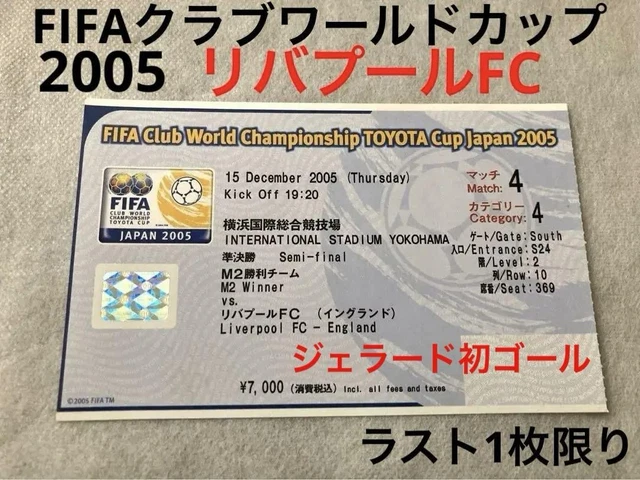 FIFAクラブワールドカップ
2005 リバプールFC
FIFA Club World Championship TOYOTA Cup Japan 2005
FIFA
CLUB WORLD
CHAMPIONSHIP
TOYOTA CUP
JAPAN 2005
15 December 2005 (Thursday)
Kick Off 19:20
横浜国際総合競技場
INTERNATIONAL STADIUM YOKOHAMA
準決勝 Semi-final
M2勝利チーム
M2 Winner
vs.
リバプールFC (イングランド)
Liverpool FC - England
マッチ
Match: 4
カテゴリー
Category: 4
ゲート/Gate: South
入口/Entrance: S24
階/Level: 2
列/Row: 10
席番/Seat: 369
ジェラード初ゴール
¥7,000 (消費税込) Incl. all fees and taxes
©2005 FIFA TM
ラスト1枚限り